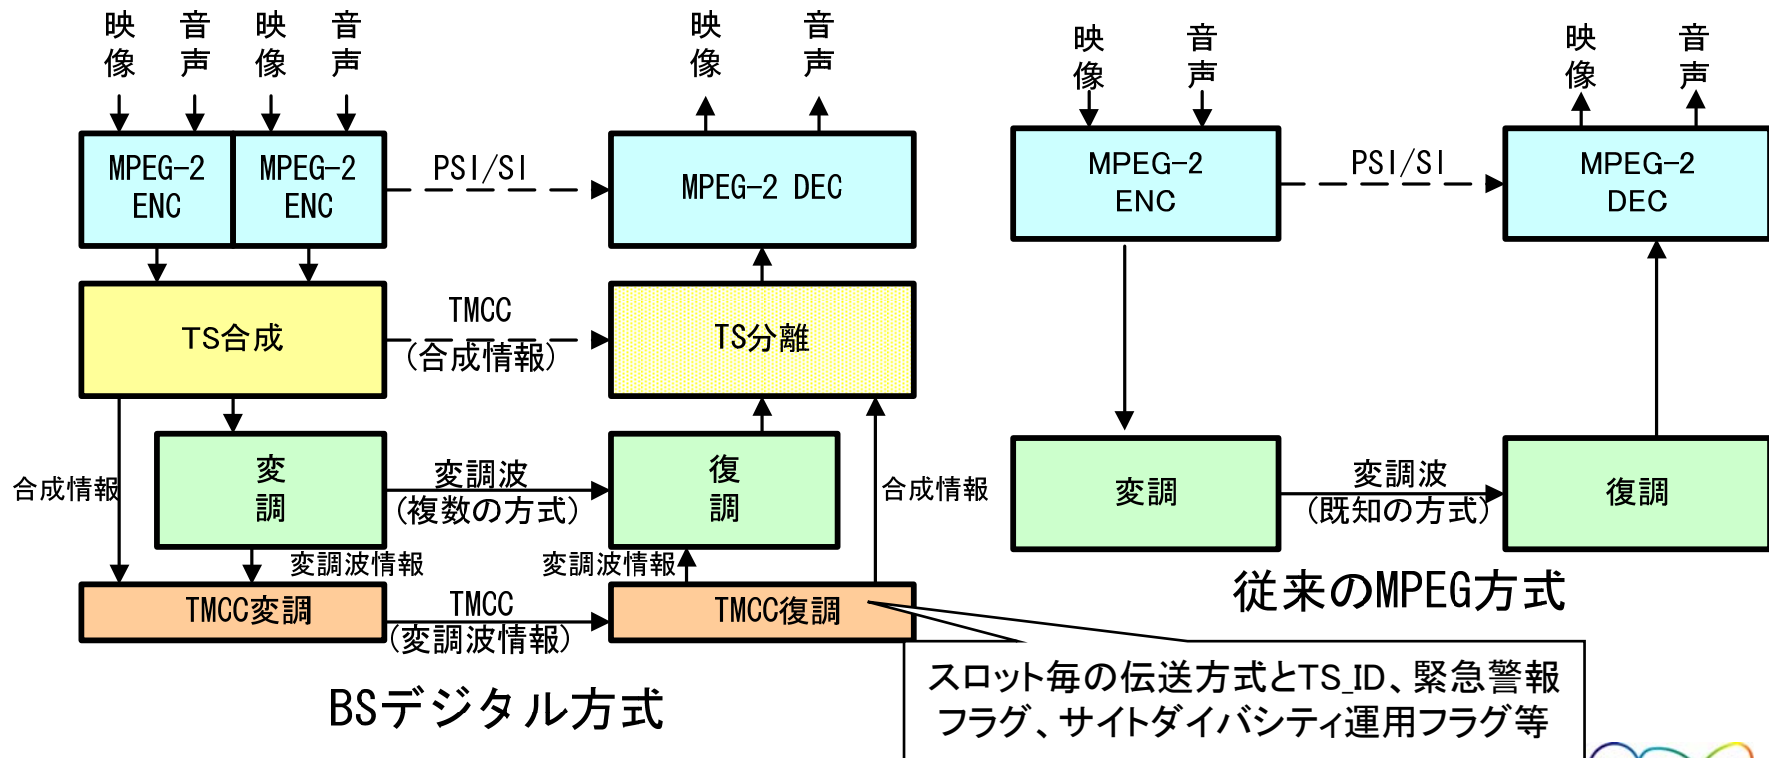 映像 音声 映像 音声
MPEG-2 ENC
MPEG-2 ENC
PSI/SI
映像 音声
MPEG-2 DEC
TS合成
TMCC
(合成情報)
TS分離
合成情報
変調
変調波
(複数の方式)
復調
合成情報
変調波情報
変調波情報
TMCC変調
TMCC
(変調波情報)
TMCC復調
BSデジタル方式
映像 音声
MPEG-2
ENC
PSI/SI
映像 音声
MPEG-2
DEC
変調
変調波
(既知の方式)
復調
従来のMPEG方式
スロット毎の伝送方式とTS_ID、緊急警報
フラグ、サイトダイバシティ運用フラグ等